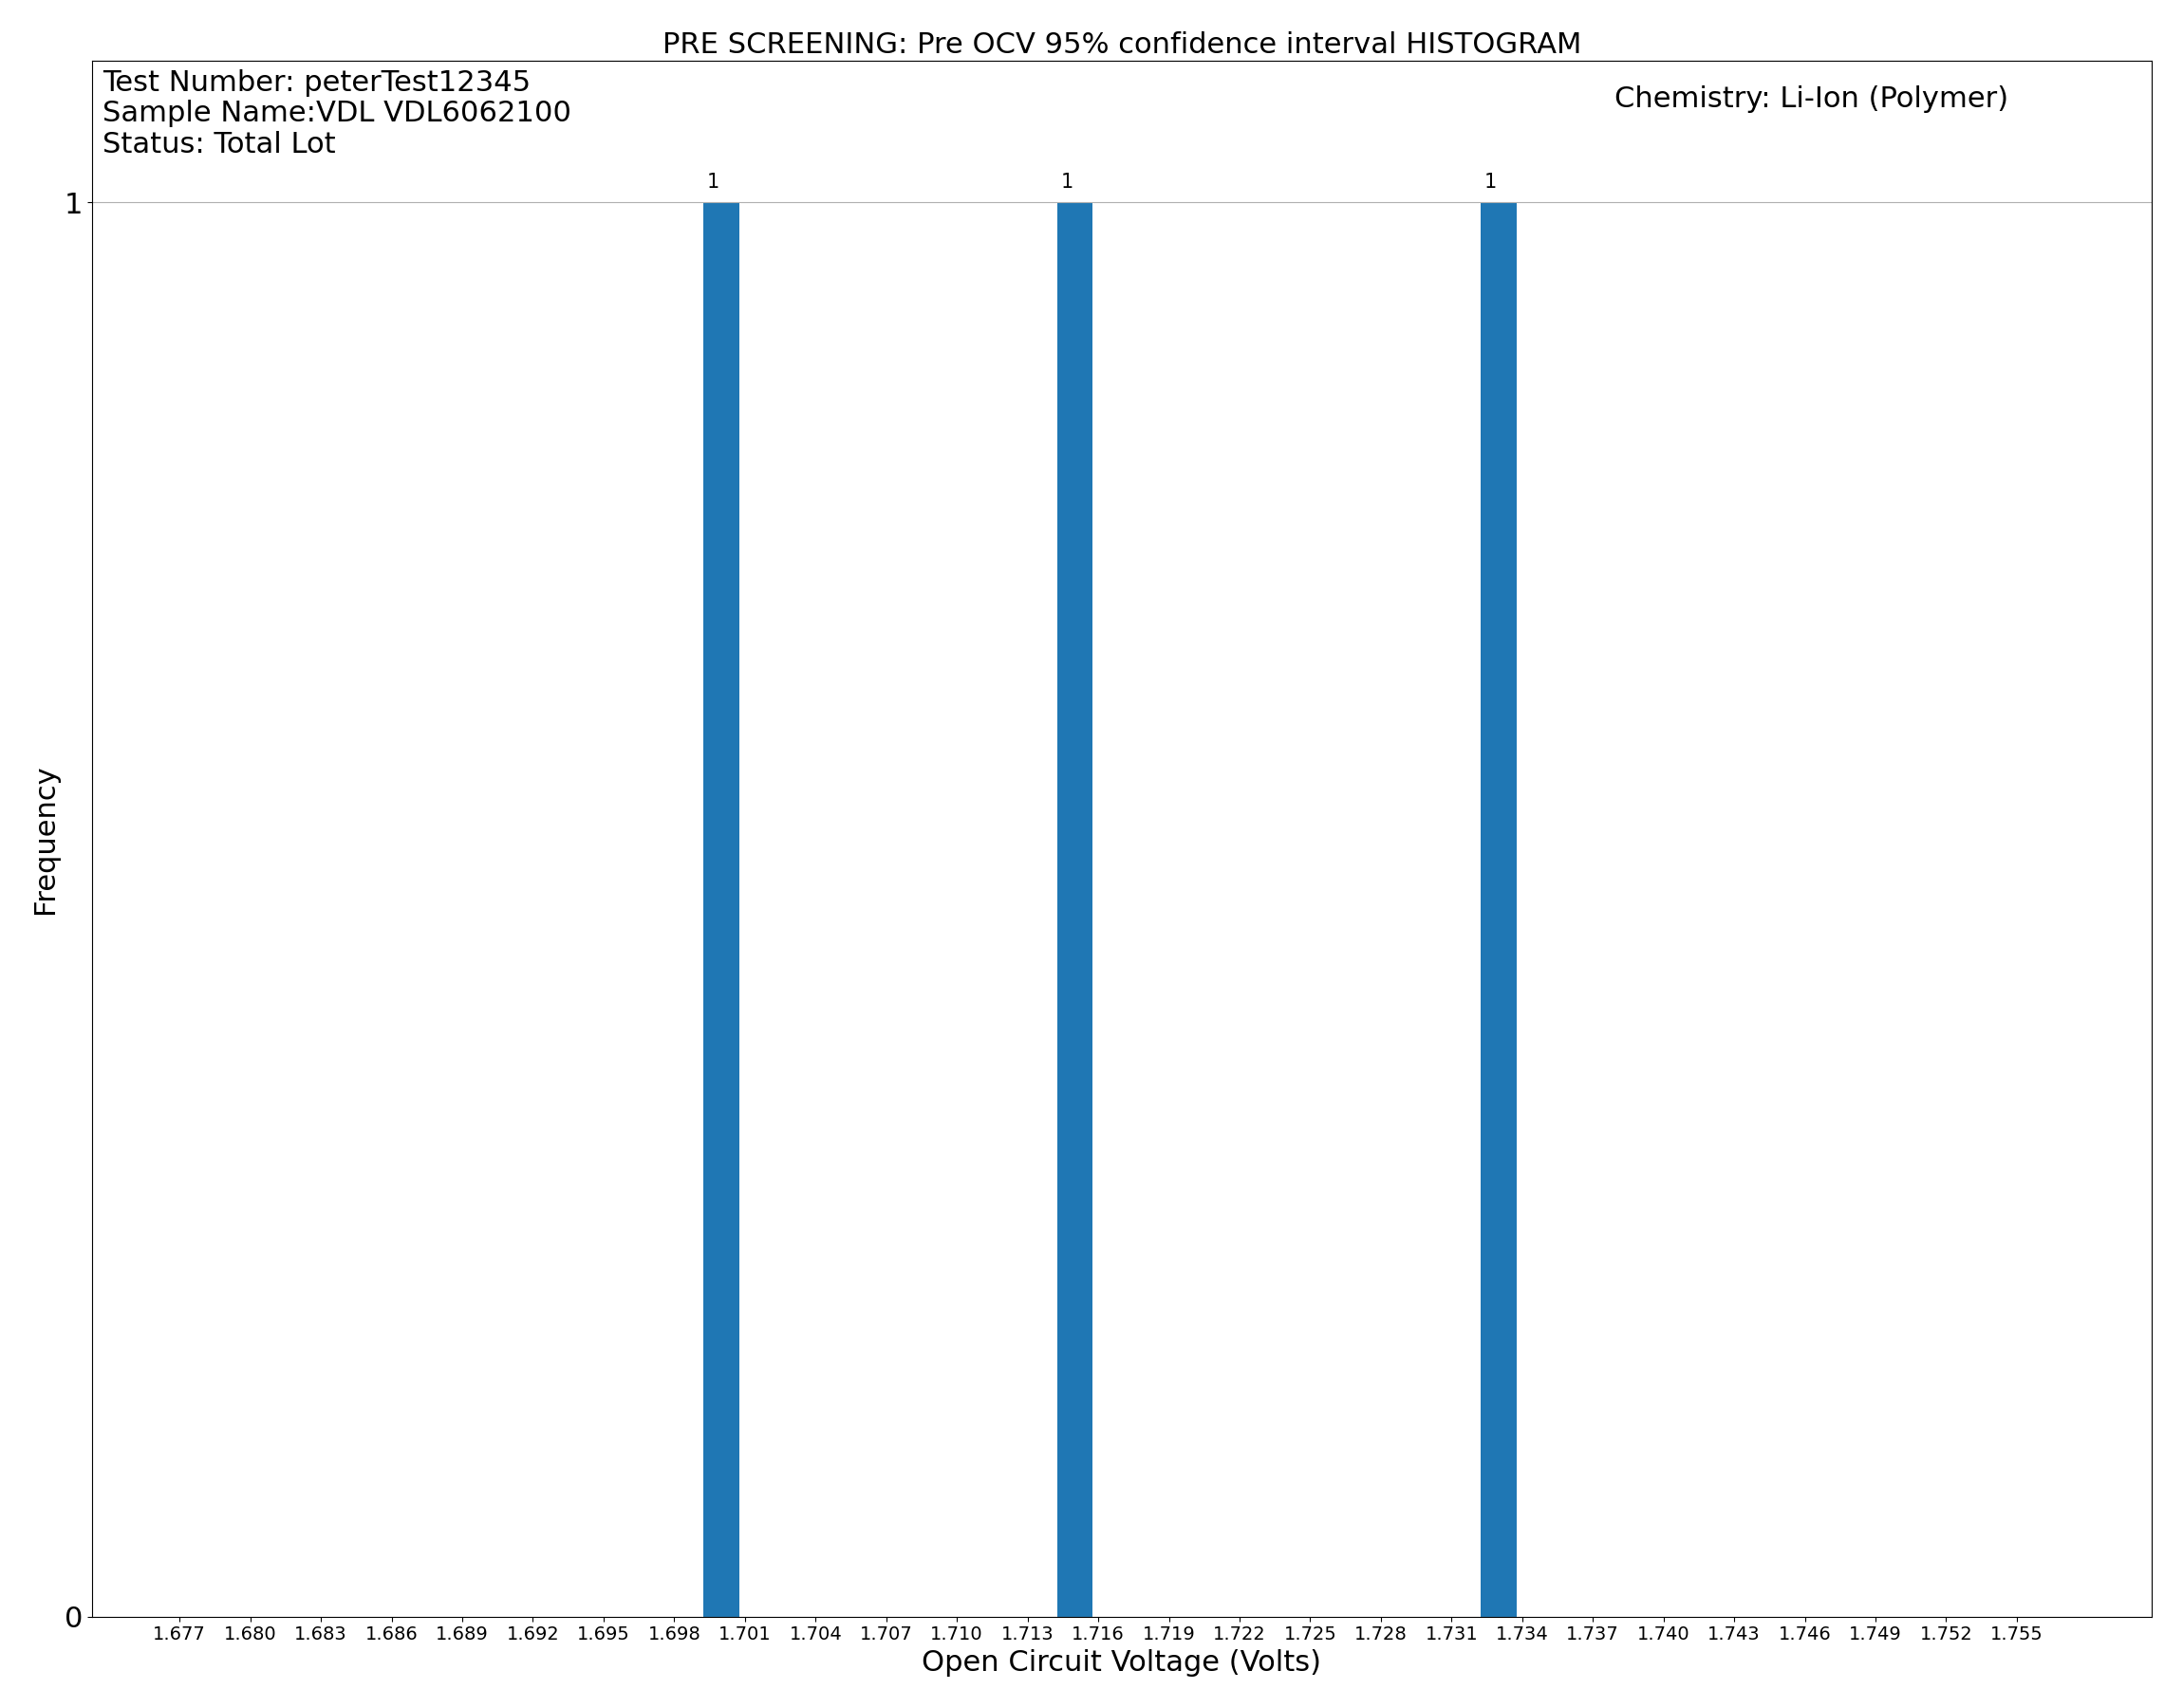 PRE SCREENING: Pre OCV 95% confidence interval HISTOGRAM
Test Number: peterTest12345
Sample Name:VDL VDL6062100
Status: Total Lot
Chemistry: Li-Ion (Polymer)
1 1 1
1
Frequency
0
1.677 1.680 1.683 1.686 1.689 1.692 1.695 1.698 1.701 1.704 1.707 1.710 1.713 1.716 1.719 1.722 1.725 1.728 1.731 1.734 1.737 1.740 1.743 1.746 1.749 1.752 1.755
Open Circuit Voltage (Volts)